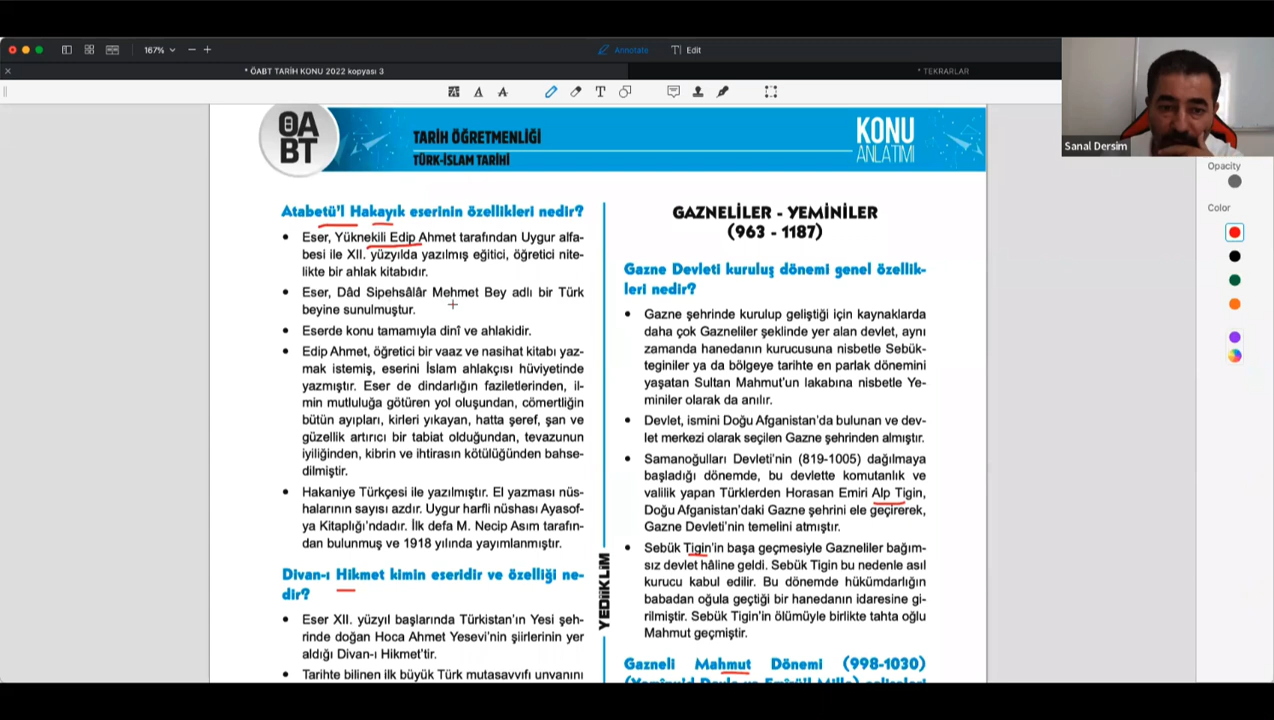 167%
Annotate
Edit
* ÖABT TARİH KONU 2022 kopyası 3
* TEKRARLAR
Sanal Dersim
Opacity
Color
ÖA
BT
TARİH ÖĞRETMENLİĞİ
TÜRK-İSLAM TARİHİ
KONU
ANLATIMI
Atabetü'l Hakayık eserinin özellikleri nedir?
• Eser, Yüknekili Edip Ahmet tarafından Uygur alfa-
besi ile XII. yüzyılda yazılmış eğitici, öğretici nite-
likte bir ahlak kitabıdır.
• Eser, Dâd Sipehsâlâr Mehmet Bey adlı bir Türk
beyine sunulmuştur.
• Eserde konu tamamıyla dinî ve ahlakidir.
• Edip Ahmet, öğretici bir vaaz ve nasihat kitabı yaz-
mak istemiş, eserini İslam ahlakçısı hüviyetinde
yazmıştır. Eser de dindarlığın faziletlerinden, il-
min mutluluğa götüren yol oluşundan, cömertliğin
bütün ayıpları, kirleri yıkayan, hatta şeref, şan ve
güzellik artırıcı bir tabiat olduğundan, tevazunun
iyiliğinden, kibrin ve ihtirasın kötülüğünden bahse-
dilmiştir.
• Hakaniye Türkçesi ile yazılmıştır. El yazması nüs-
halarının sayısı azdır. Uygur harfli nüshası Ayasof-
ya Kitaplığı'ndadır. İlk defa M. Necip Asım tarafın-
dan bulunmuş ve 1918 yılında yayımlanmıştır.
Divan-ı Hikmet kimin eseridir ve özelliği ne-
dir?
• Eser XII. yüzyıl başlarında Türkistan'ın Yesi şeh-
rinde doğan Hoca Ahmet Yesevi'nin şiirlerinin yer
aldığı Divan-ı Hikmet'tir.
• Tarihte bilinen ilk büyük Türk mutasavvıfı unvanını
YEDİİKLİM
GAZNELİLER - YEMİNİLER
(963 - 1187)
Gazne Devleti kuruluş dönemi genel özellik-
leri nedir?
• Gazne şehrinde kurulup geliştiği için kaynaklarda
daha çok Gazneliler şeklinde yer alan devlet, aynı
zamanda hanedanın kurucusuna nisbetle Sebük-
teginiler ya da bölgeye tarihte en parlak dönemini
yaşatan Sultan Mahmut'un lakabına nisbetle Ye-
miniler olarak da anılır.
• Devlet, ismini Doğu Afganistan'da bulunan ve dev-
let merkezi olarak seçilen Gazne şehrinden almıştır.
• Samanoğulları Devleti'nin (819-1005) dağılmaya
başladığı dönemde, bu devlette komutanlık ve
valilik yapan Türklerden Horasan Emiri Alp Tigin,
Doğu Afganistan'daki Gazne şehrini ele geçirerek,
Gazne Devleti'nin temelini atmıştır.
• Sebük Tigin'in başa geçmesiyle Gazneliler bağım-
sız devlet hâline geldi. Sebük Tigin bu nedenle asıl
kurucu kabul edilir. Bu dönemde hükümdarlığın
babadan oğula geçtiği bir hanedanın idaresine gi-
rilmiştir. Sebük Tigin'in ölümüyle birlikte tahta oğlu
Mahmut geçmiştir.
Gazneli Mahmut Dönemi (998-1030)